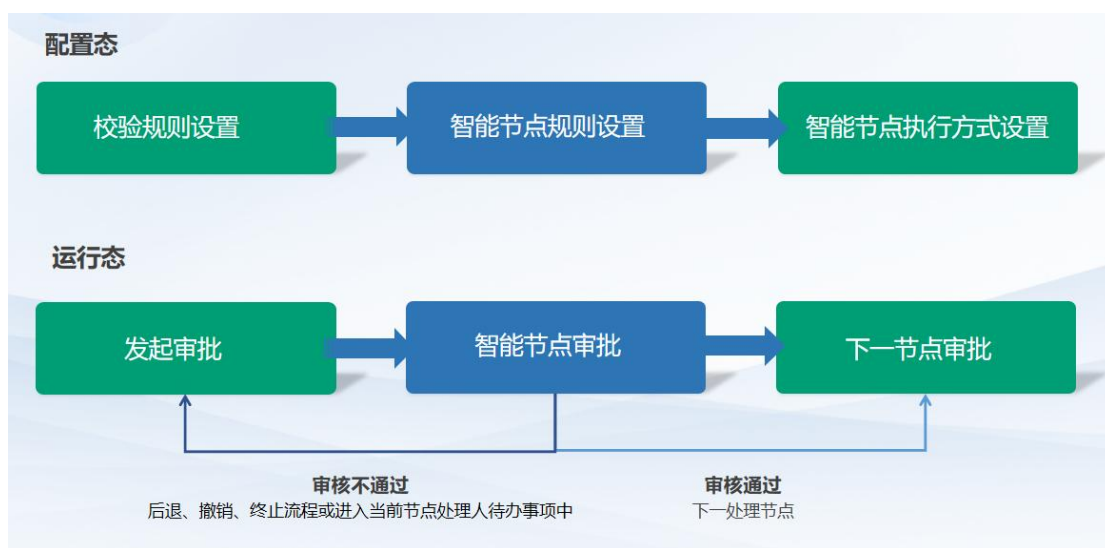 配置态
校验规则设置
智能节点规则设置
智能节点执行方式设置
运行态
发起审批
智能节点审批
下一节点审批
审核不通过
后退、撤销、终止流程或进入当前节点处理人待办事项中
审核通过
下一处理节点